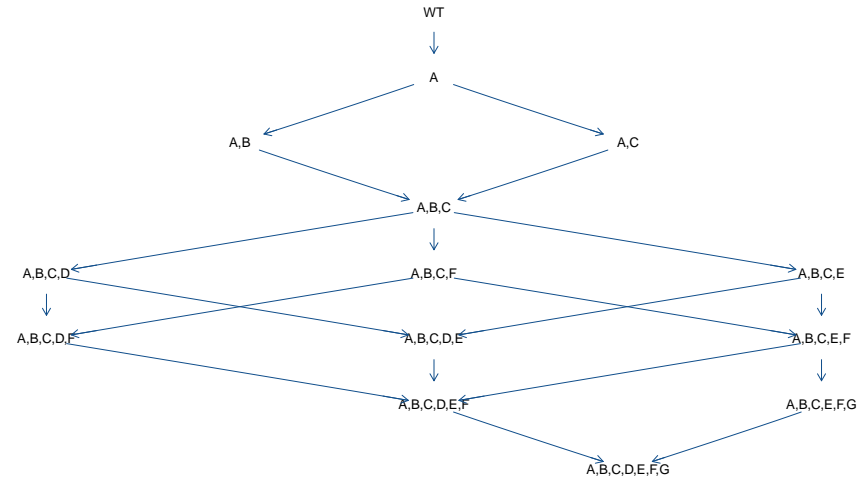 WT
A
A,B
A,C
A,B,C
A,B,C,D
A,B,C,F
A,B,C,E
A,B,C,D,F
A,B,C,D,E
A,B,C,E,F
A,B,C,D,E,F
A,B,C,E,F,G
A,B,C,D,E,F,G